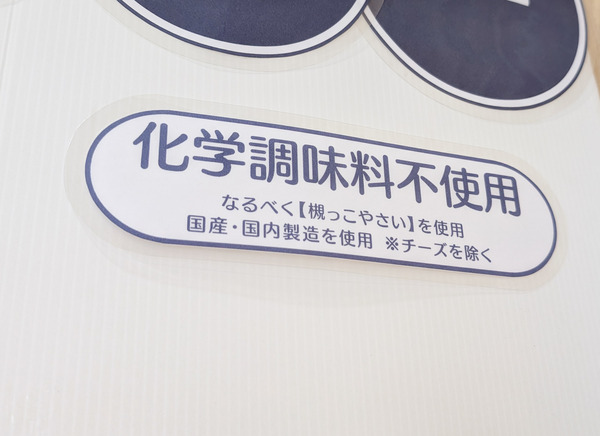 化学調味料不使用
なるべく【槻っこやさい】を使用
国産・国内製造を使用 ※チーズを除く